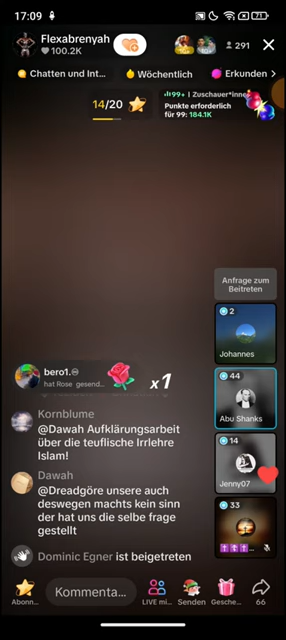 17:09
71
Flexabrenyah
100.2K
291
Chatten und Int...
Wöchentlich
Erkunden
14/20
99+ | Zuschauer*inne
Punkte erforderlich
für 99: 184.1K
Anfrage zum
Beitreten
2
Johannes
bero1.
hat Rose gesend...
x1
44
Abu Shanks
Kornblume
@Dawah Aufklärungsarbeit
über die teuflische Irrlehre
Islam!
14
Jenny07
Dawah
@Dreadgöre unsere auch
deswegen machts kein sinn
der hat uns die selbe frage
gestellt
33
Dominic Egner ist beigetreten
Abonn...
Kommenta...
LIVE mi...
Senden
Gesche...
66